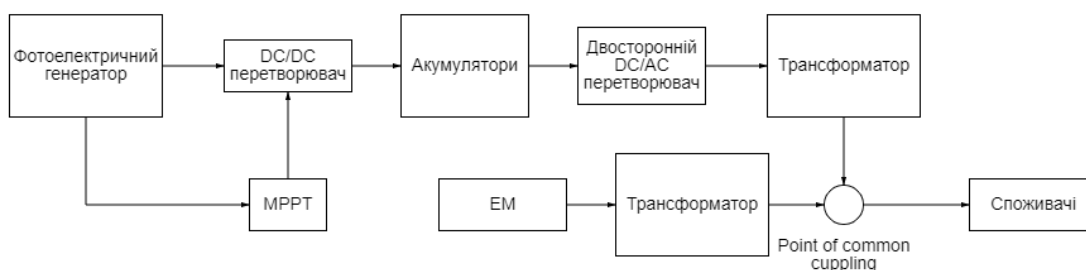 Фотоелектричний
генератор
DC/DC
перетворювач
Акумулятори
Двосторонній
DC/AC
перетворювач
Трансформатор
MPPT
ЕМ
Трансформатор
Споживачі
Point of common
cuppling